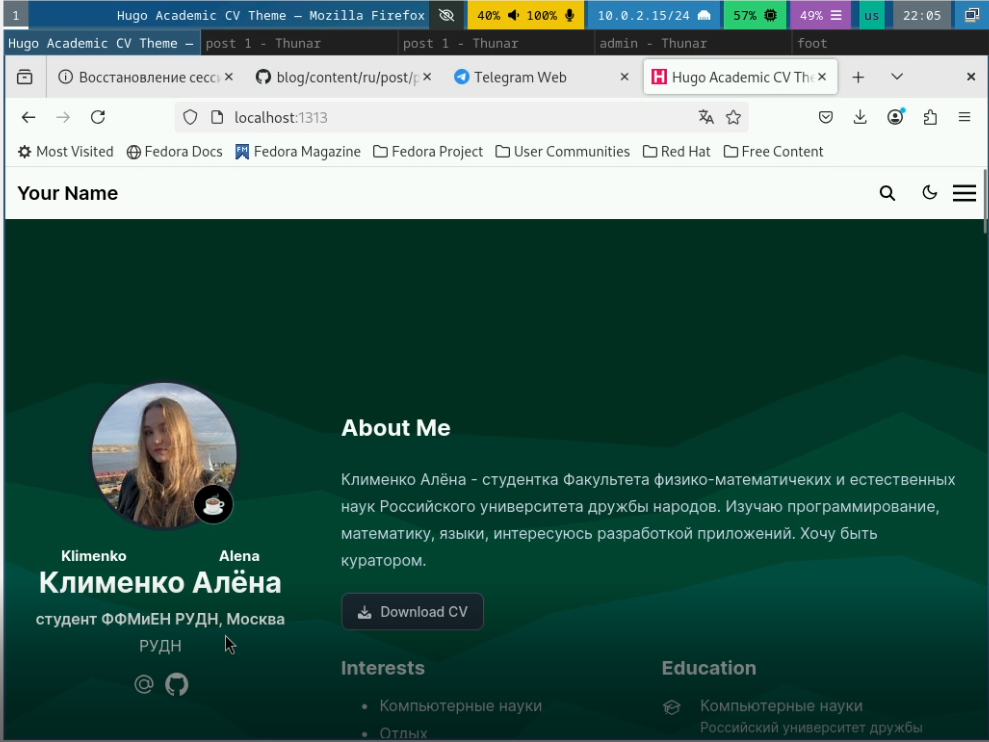 1 Hugo Academic CV Theme — Mozilla Firefox 40% 100% 10.0.2.15/24 57% 49% us 22:05
Hugo Academic CV Theme — post 1 - Thunar post 1 - Thunar admin - Thunar foot
Восстановление сесс blog/content/ru/post/p Telegram Web Hugo Academic CV The
localhost:1313
Most Visited Fedora Docs Fedora Magazine Fedora Project User Communities Red Hat Free Content
Your Name
About Me
Клименко Алёна - студентка Факультета физико-математичеких и естественных
наук Российского университета дружбы народов. Изучаю программирование,
математику, языки, интересуюсь разработкой приложений. Хочу быть
куратором.
Download CV
Klimenko Alena
Клименко Алёна
студент ФФМиЕН РУДН, Москва
РУДН
Interests
Компьютерные науки
Отдых
Education
Компьютерные науки
Российский университет дружбы